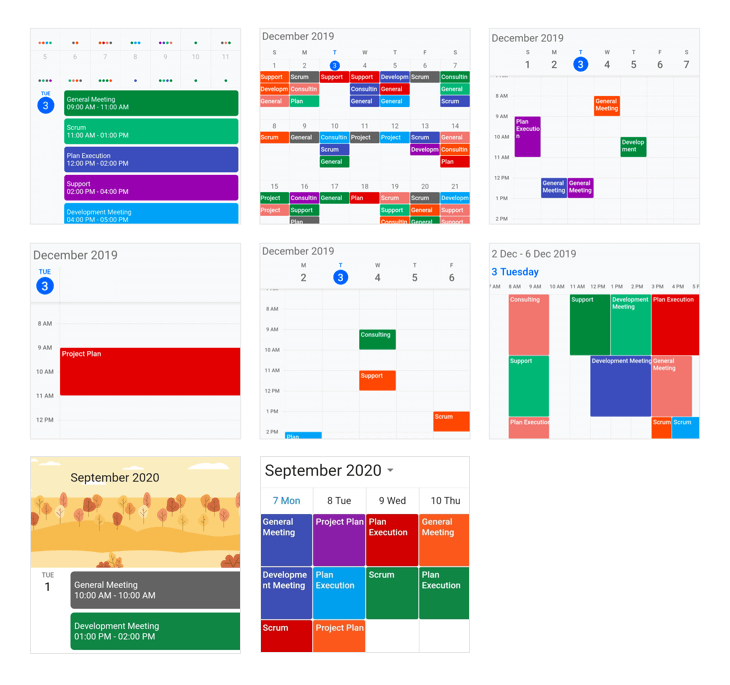 5 6 7 8 9 10 11
TUE
3
General Meeting
09:00 AM - 11:00 AM
Scrum
11:00 AM - 01:00 PM
Plan Execution
12:00 PM - 02:00 PM
Support
02:00 PM - 04:00 PM
Development Meeting
04:00 PM - 05:00 PM
December 2019
S M T W T F S
1 2 3 4 5 6 7
Support Scrum Support Support Developm Scrum Consultin
Developm Consultin Consultin General General
General Plan General General Scrum
8 9 10 11 12 13 14
Scrum General Consultin Project Project Scrum General
Scrum Developm Consultin
General Plan
15 16 17 18 19 20 21
Project Consultin General Plan Scrum Scrum Developm
Project Support Support General Support
Plan Consultin General Scrum
December 2019
S M T W T F S
1 2 3 4 5 6 7
8 AM
General
Meeting
9 AM
Plan
Executio
n
10 AM
Develop
ment
11 AM
12 PM
General
Meeting
General
Meeting
1 PM
2 PM
December 2019
TUE
3
8 AM
9 AM
Project Plan
10 AM
11 AM
12 PM
December 2019
M T W T F
2 3 4 5 6
8 AM
9 AM
Consulting
10 AM
11 AM
Support
12 PM
1 PM
Scrum
2 PM
Plan
2 Dec - 6 Dec 2019
3 Tuesday
7 AM 8 AM 9 AM 10 AM 11 AM 12 PM 1 PM 2 PM 3 PM 4 PM 5 P
Consulting Support Development
Meeting
Plan Execution
Support Development Meeting General
Meeting
Plan Execution Scrum Scrum
September 2020
TUE
1
General Meeting
10:00 AM - 10:00 AM
Development Meeting
01:00 PM - 02:00 PM
September 2020
7 Mon 8 Tue 9 Wed 10 Thu
General
Meeting
Project Plan
Plan
Execution
General
Meeting
Developme
nt Meeting
Plan
Execution
Scrum
Plan
Execution
Scrum
Project Plan